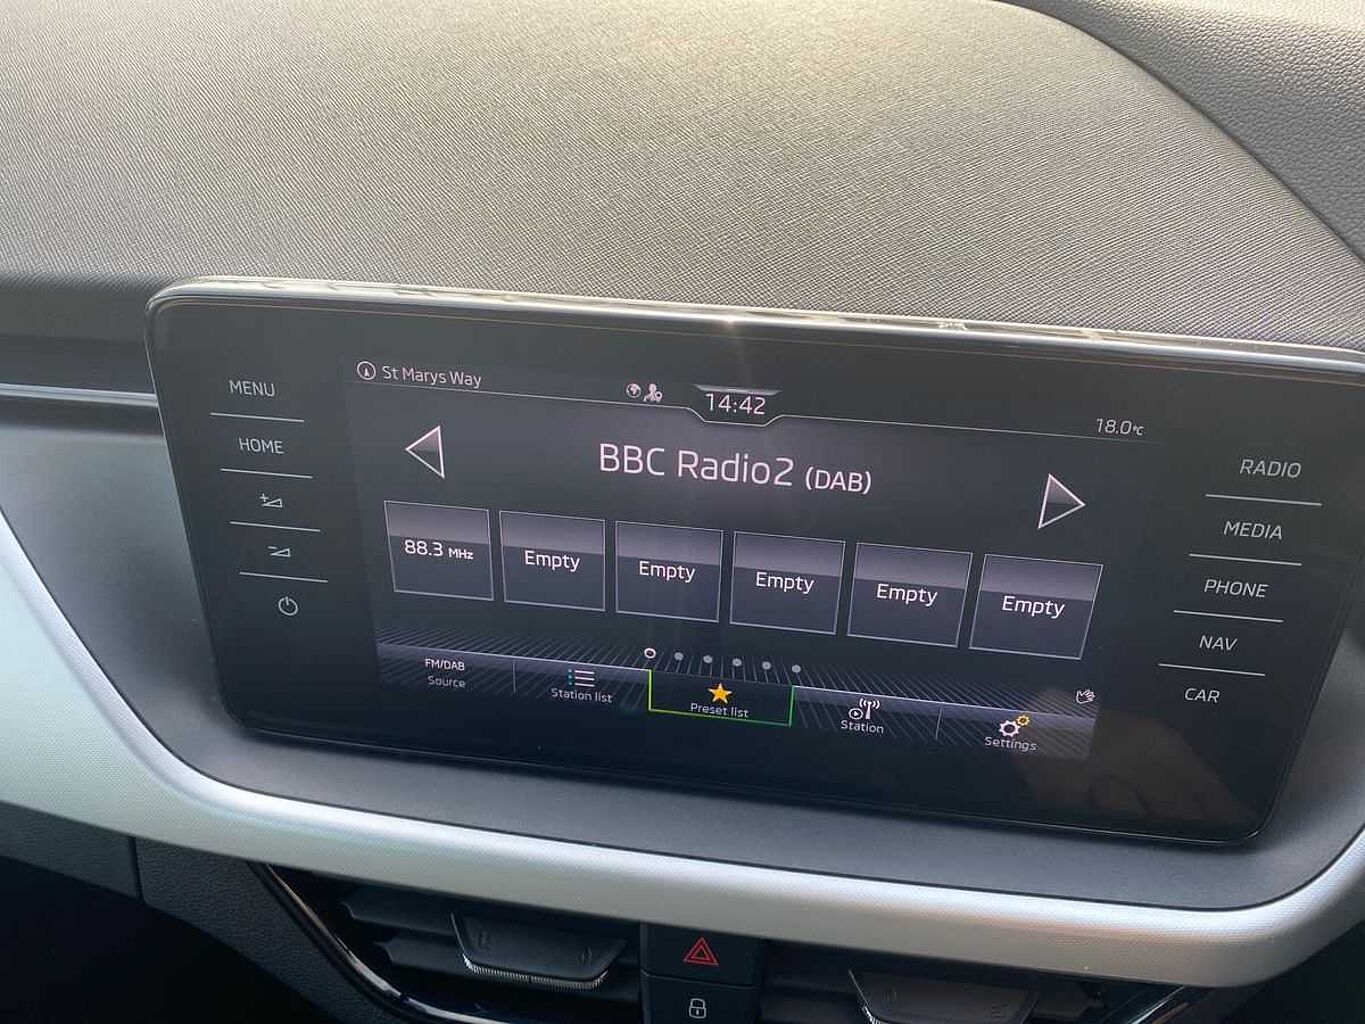 St Marys Way
14:42
18.0°C
BBC Radio2 (DAB)
88.3 MHz
Empty
Empty
Empty
Empty
Empty
FM/DAB
Source
Station list
Preset list
Station
Settings
MENU
HOME
RADIO
MEDIA
PHONE
NAV
CAR